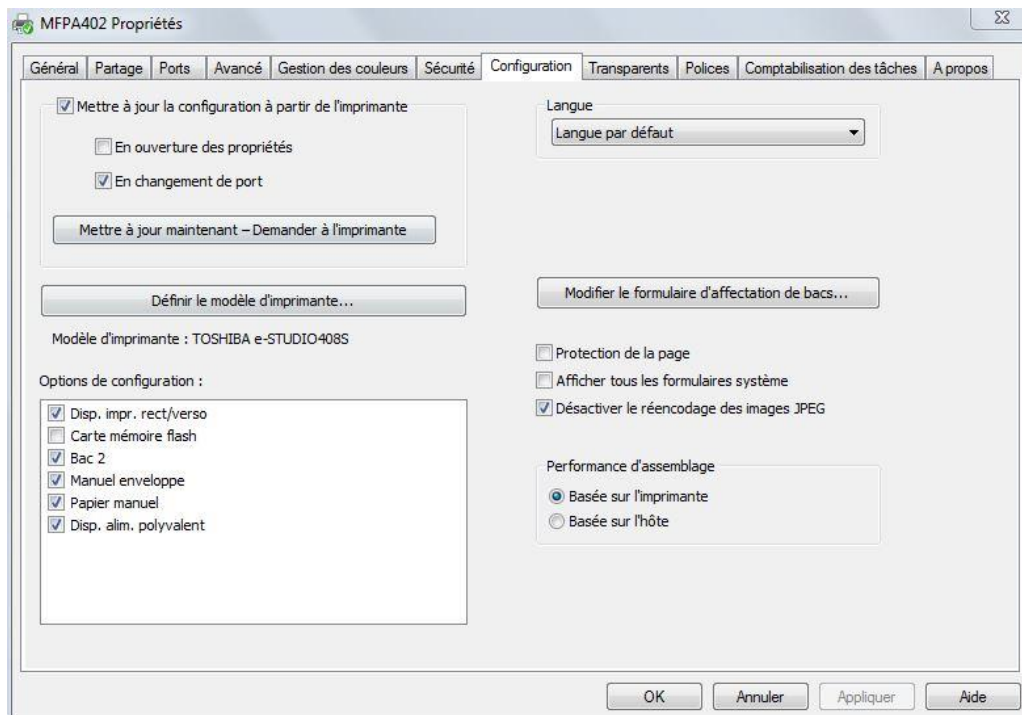 MFPA402 Propriétés
Général Partage Ports Avancé Gestion des couleurs Sécurité Configuration Transparents Polices Comptabilisation des tâches A propos
Mettre à jour la configuration à partir de l'imprimante
En ouverture des propriétés
En changement de port
Mettre à jour maintenant – Demander à l'imprimante
Langue
Langue par défaut
Définir le modèle d'imprimante...
Modèle d'imprimante : TOSHIBA e-STUDIO408S
Modifier le formulaire d'affectation de bacs...
Options de configuration :
Disp. impr. rect/verso
Carte mémoire flash
Bac 2
Manuel enveloppe
Papier manuel
Disp. alim. polyvalent
Protection de la page
Afficher tous les formulaires système
Désactiver le réencodage des images JPEG
Performance d'assemblage
Basée sur l'imprimante
Basée sur l'hôte
OK Annuler Appliquer Aide